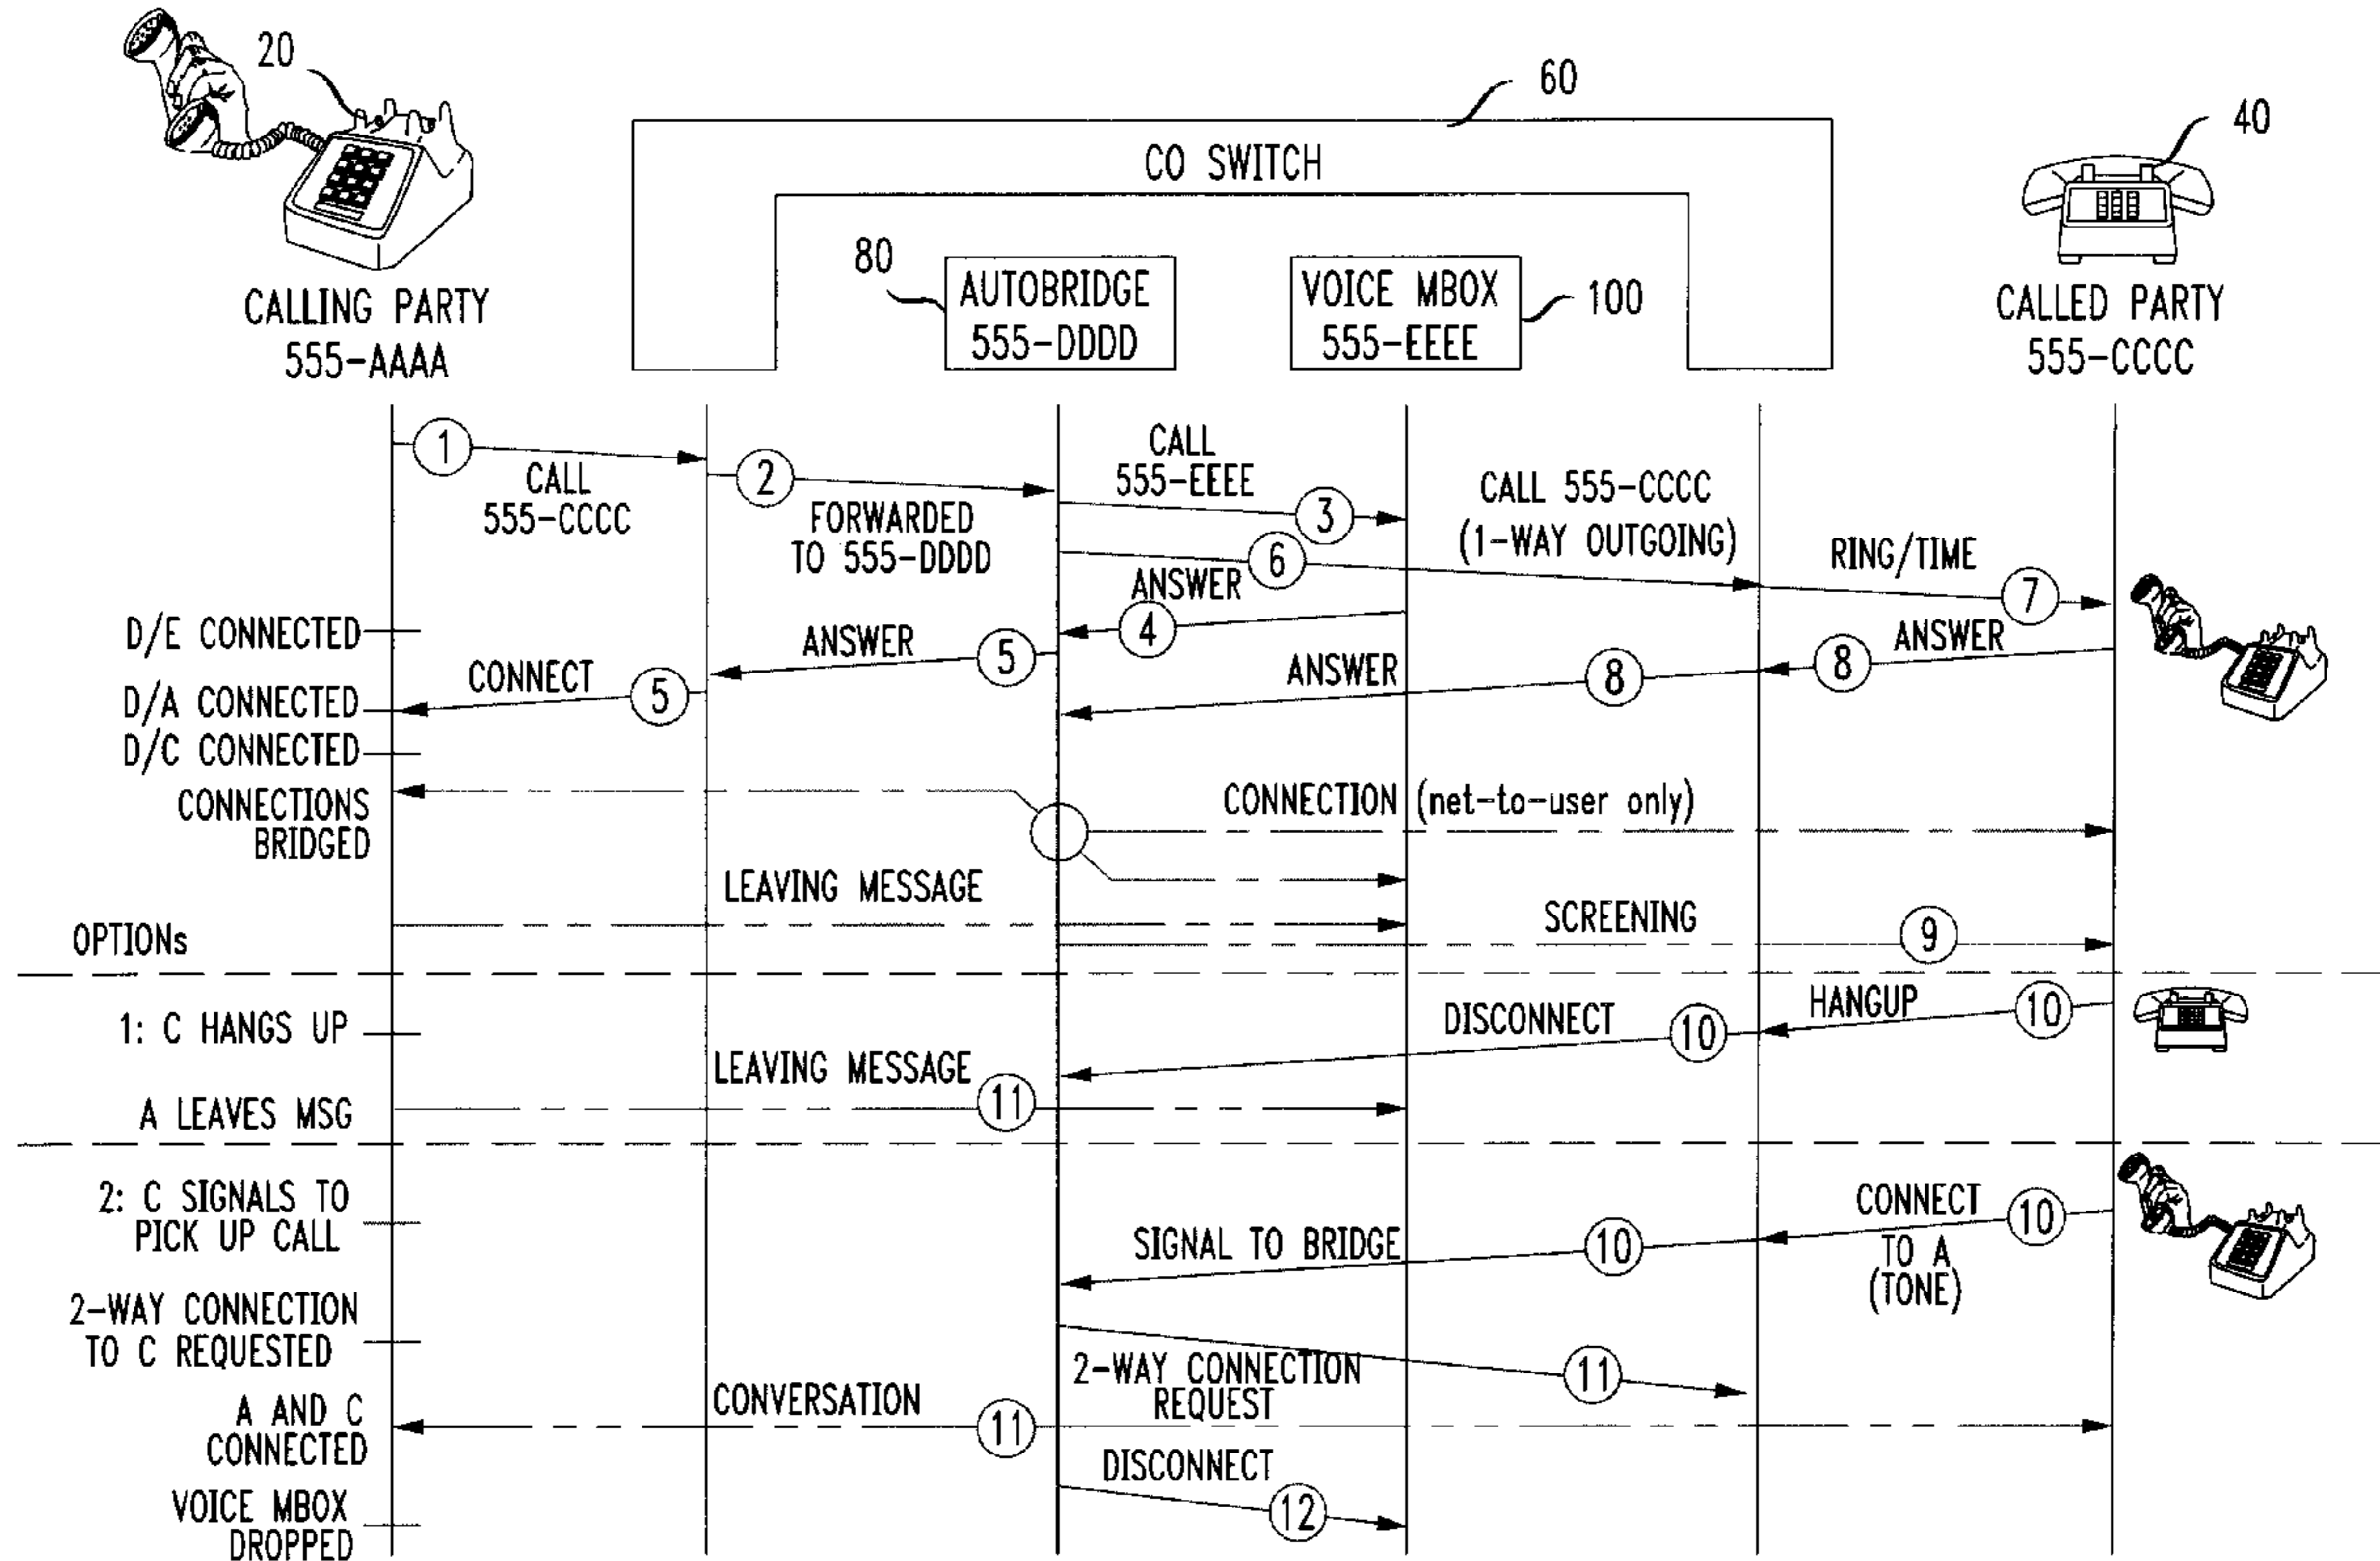 20
60
40
CO SWITCH
80
AUTOBRIDGE
555-DDDD
VOICE MBOX
555-EEEE
100
CALLING PARTY
555-AAAA
CALLED PARTY
555-CCCC
1
CALL
555-CCCC
2
FORWARDED
TO 555-DDDD
CALL
555-EEEE
3
CALL 555-CCCC
(1-WAY OUTGOING)
6
RING/TIME
7
ANSWER
4
D/E CONNECTED
ANSWER
5
ANSWER
8
ANSWER
8
CONNECT
5
D/A CONNECTED
D/C CONNECTED
CONNECTIONS
BRIDGED
CONNECTION (net-to-user only)
LEAVING MESSAGE
SCREENING
9
OPTIONs
1: C HANGS UP
DISCONNECT
10
HANGUP
10
LEAVING MESSAGE
11
A LEAVES MSG
2: C SIGNALS TO
PICK UP CALL
SIGNAL TO BRIDGE
10
CONNECT
10
TO A
(TONE)
2-WAY CONNECTION
TO C REQUESTED
2-WAY CONNECTION
REQUEST
11
A AND C
CONNECTED
CONVERSATION
11
DISCONNECT
12
VOICE MBOX
DROPPED